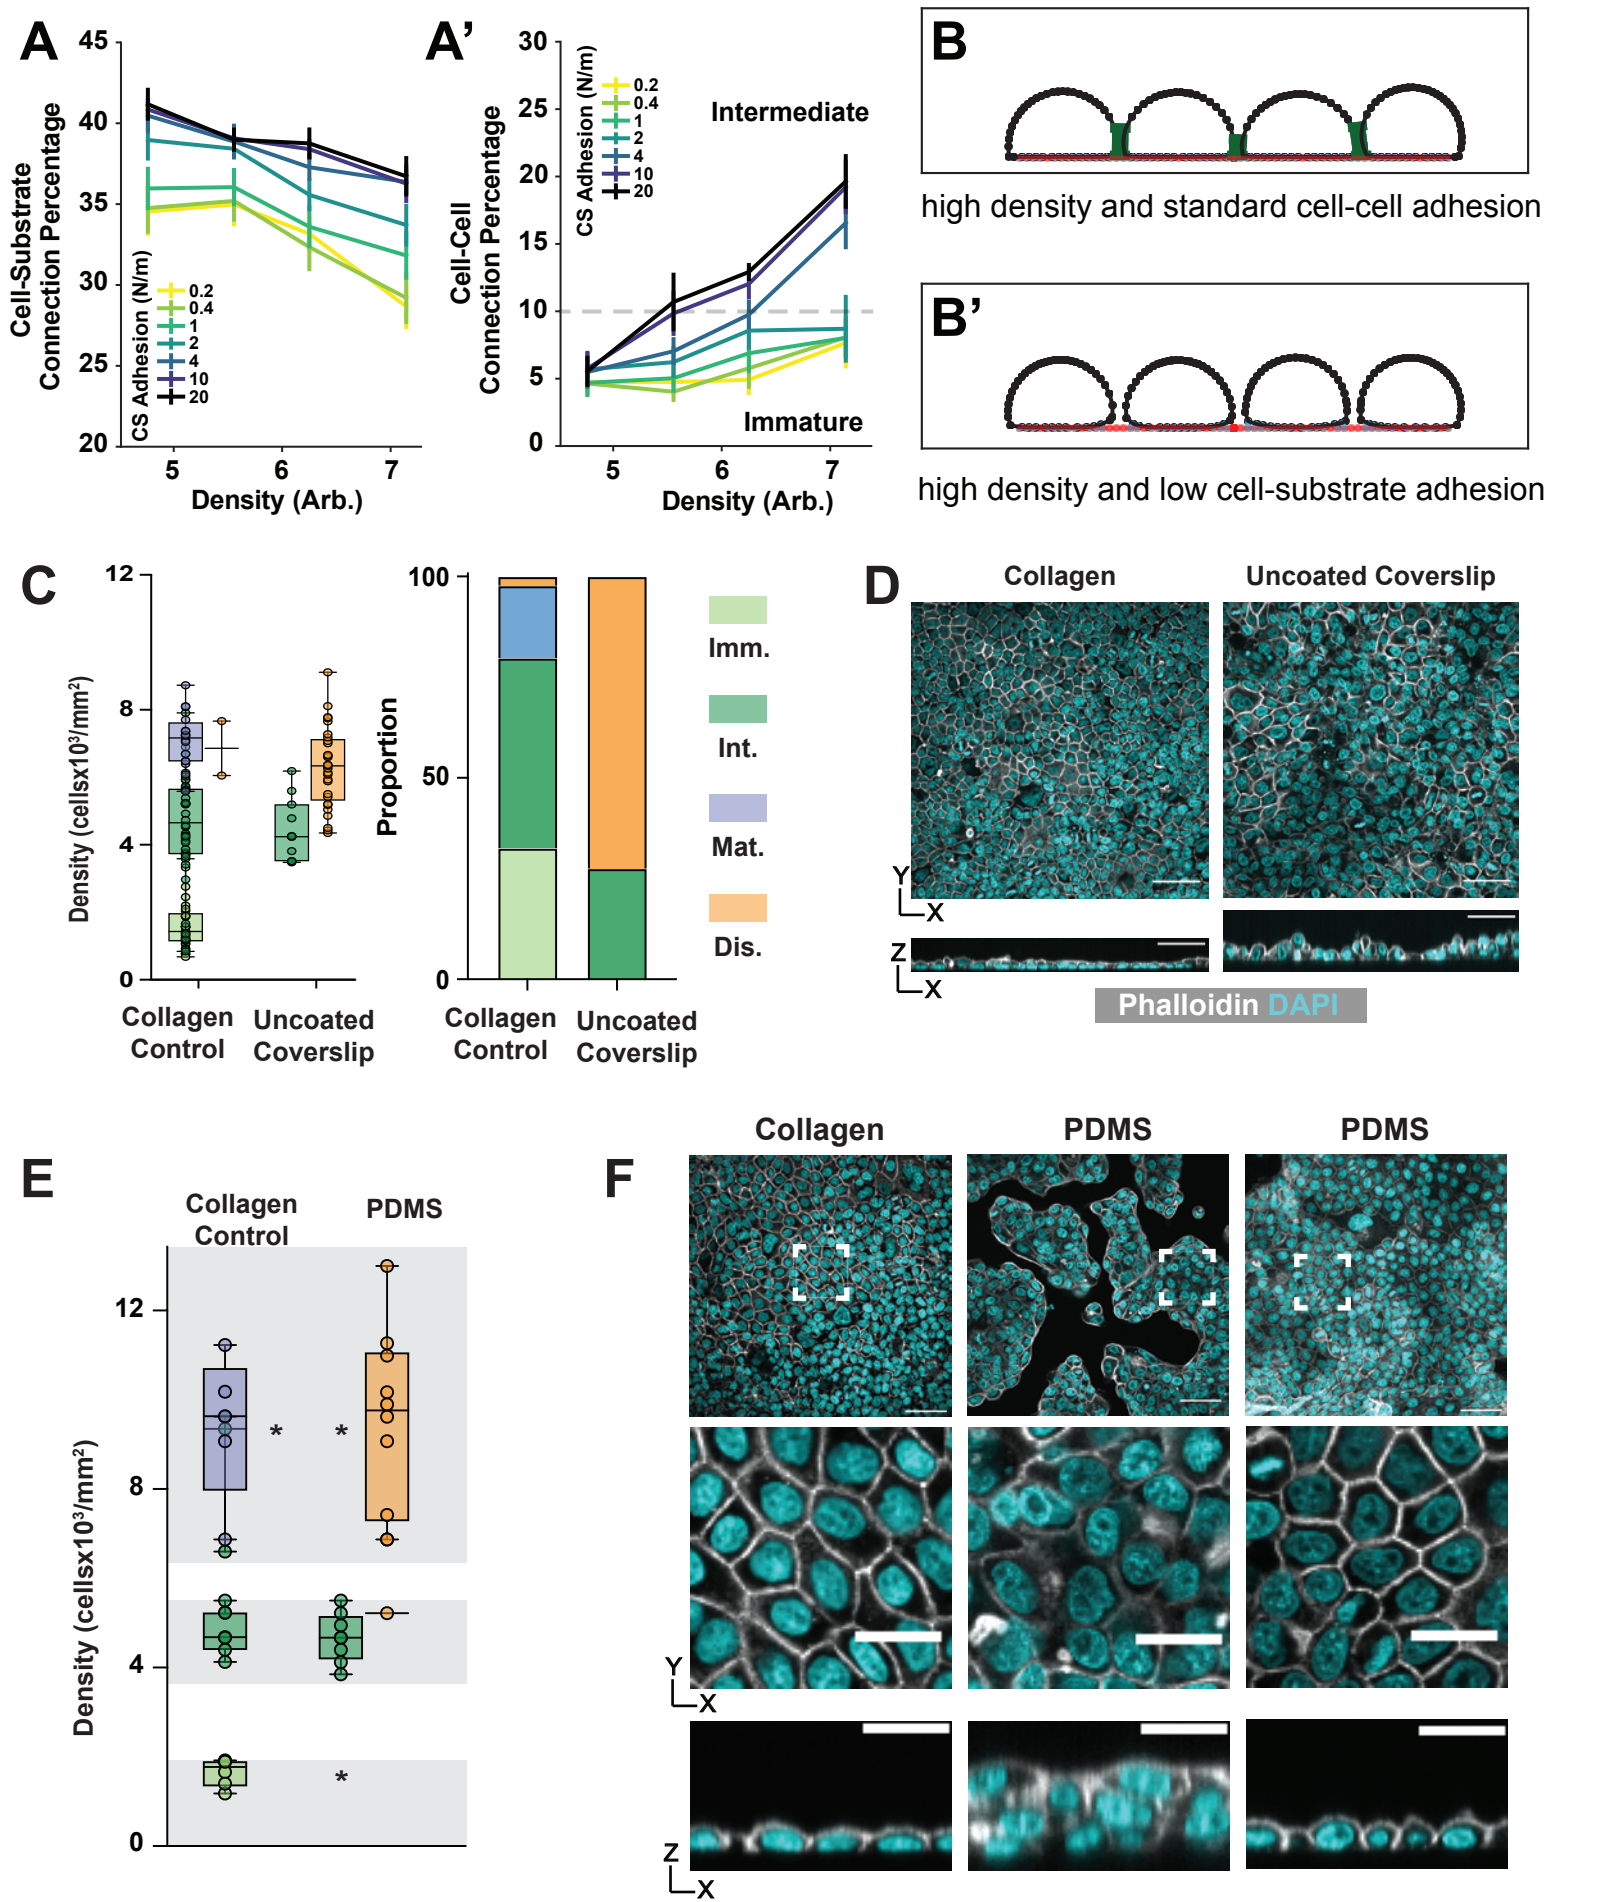 A
45
40
35
30
25
20
Cell-Substrate
Connection Percentage
CS Adhesion (N/m)
0.2
0.4
1
2
4
10
20
5
6
7
Density (Arb.)
A’
30
25
20
15
10
5
0
Cell-Cell
Connection Percentage
CS Adhesion (N/m)
0.2
0.4
1
2
4
10
20
Intermediate
Immature
5
6
7
Density (Arb.)
B
high density and standard cell-cell adhesion
B’
high density and low cell-substrate adhesion
C
12
8
4
0
Density (cellsx10³/mm²)
Collagen
Control
Uncoated
Coverslip
100
50
0
Proportion
Collagen
Control
Uncoated
Coverslip
Imm.
Int.
Mat.
Dis.
D
Collagen
Uncoated Coverslip
Y
X
Z
X
Phalloidin DAPI
E
Collagen
Control
PDMS
12
8
4
0
Density (cellsx10³/mm²)
* *
*
F
Collagen
PDMS
PDMS
Y
X
Z
X